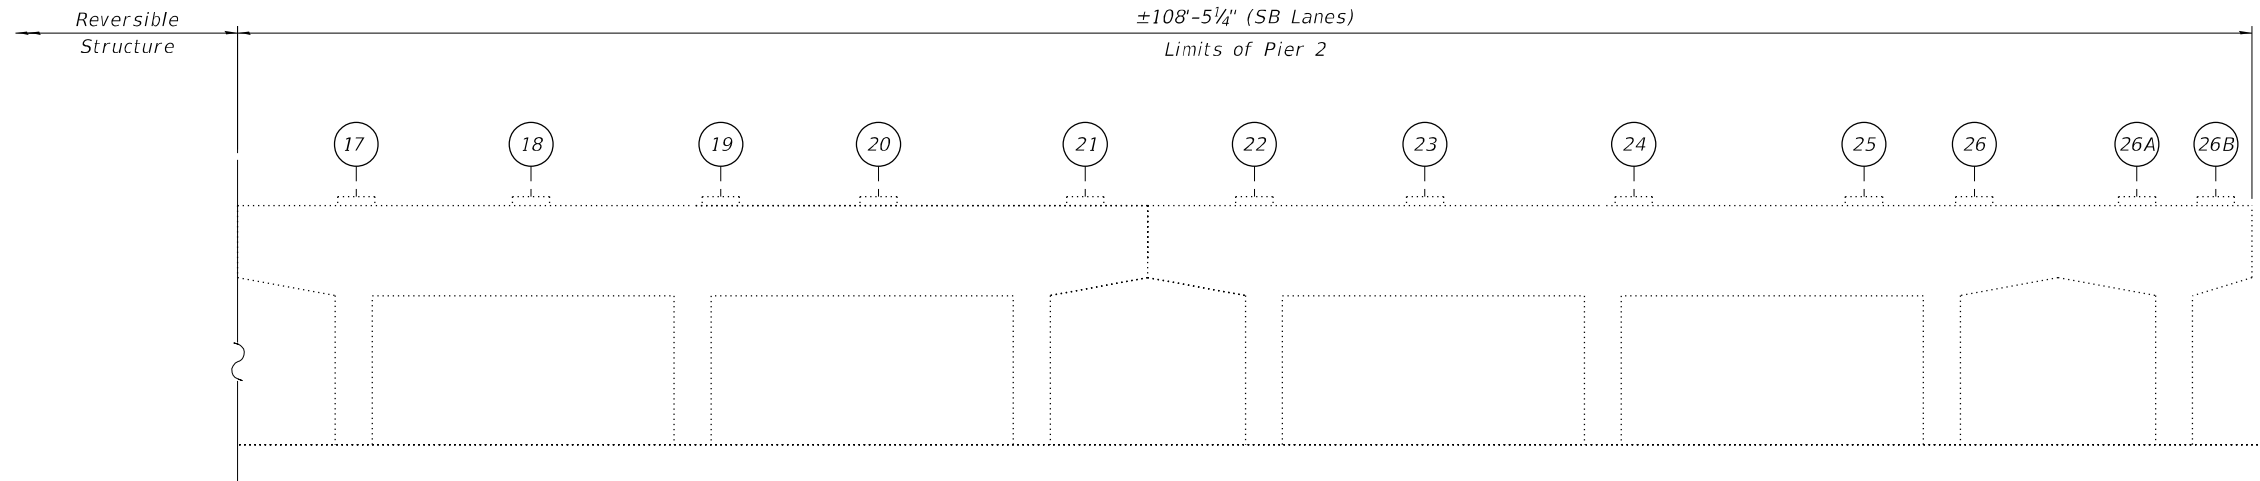 Reversible
Structure
±108'-5¼" (SB Lanes)
Limits of Pier 2
17 18 19 20 21 22 23 24 25 26 26A 26B